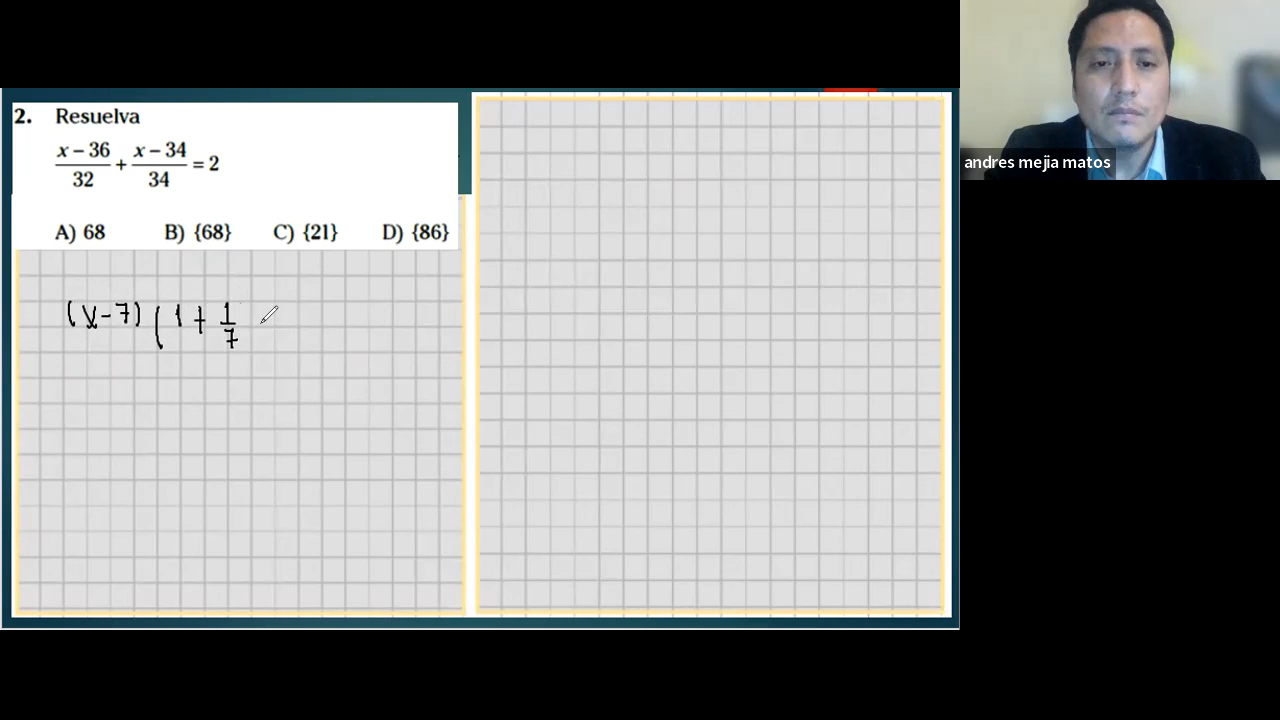 2. Resuelva
x – 36 / 32 + x – 34 / 34 = 2
A) 68 B) {68} C) {21} D) {86}
(x - 7) ( 1 + 1/7
andres mejia matos